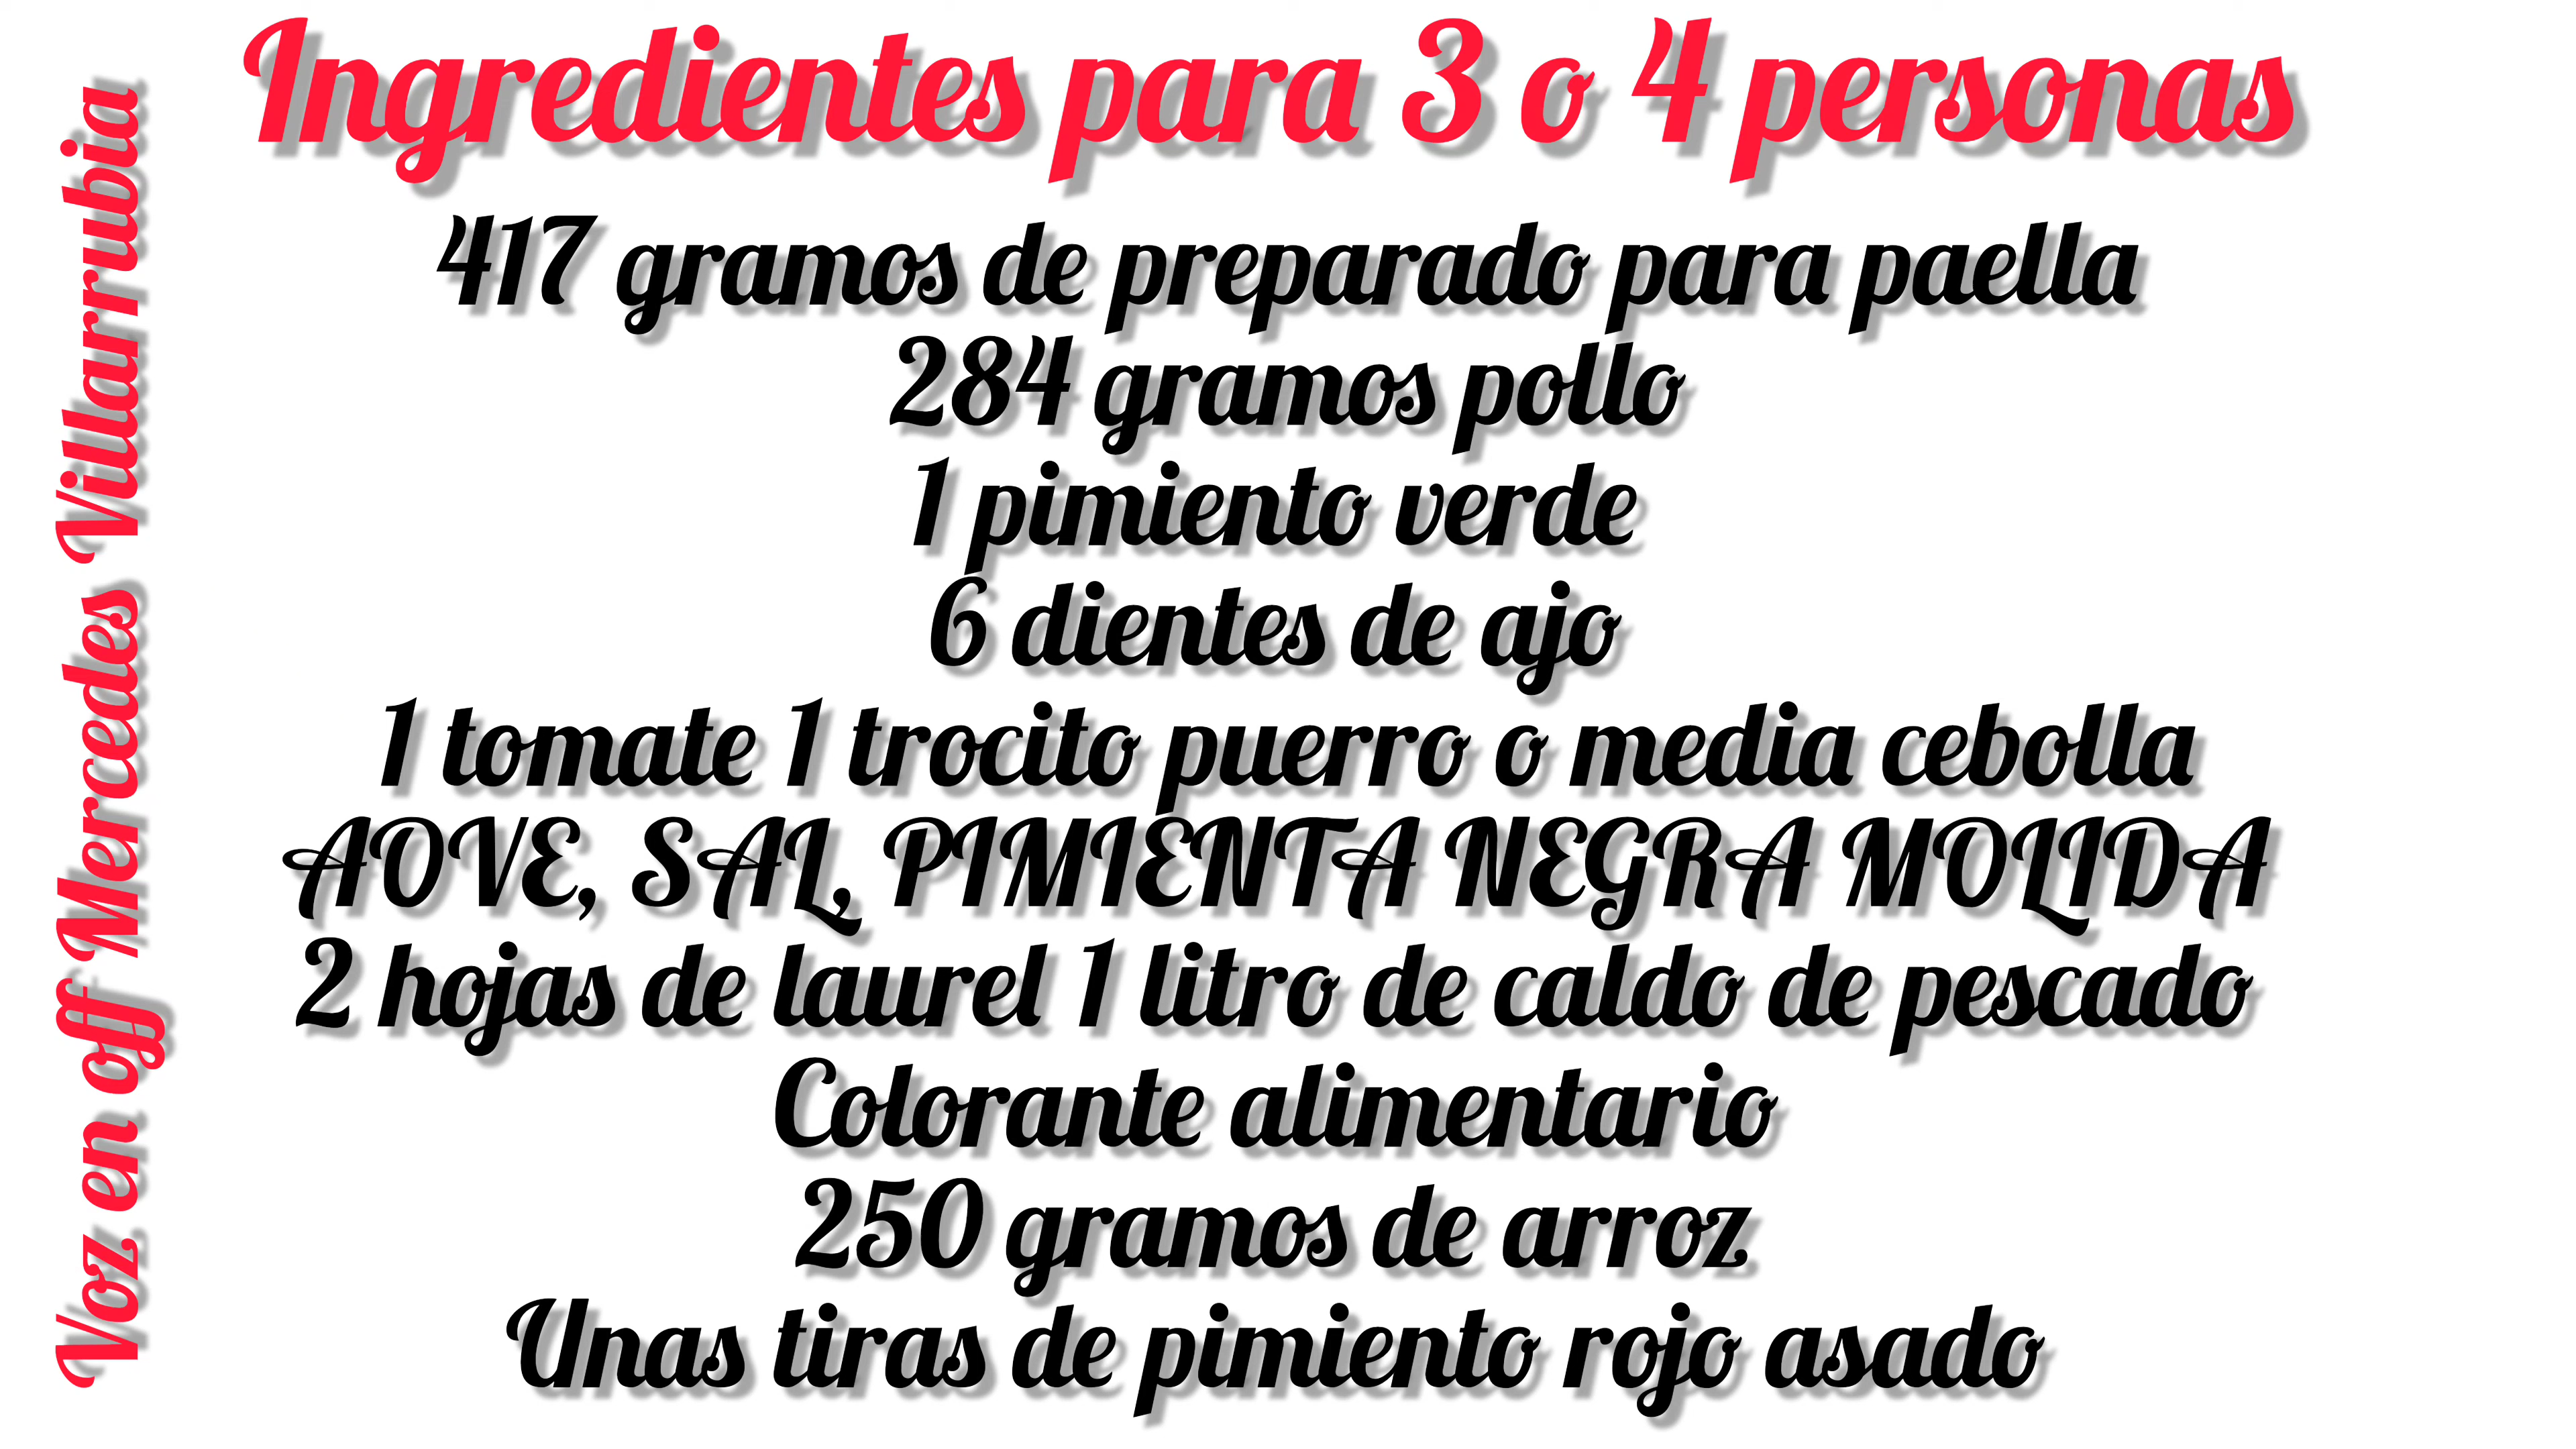 Ingredientes para 3 o 4 personas
417 gramos de preparado para paella
284 gramos pollo
1 pimiento verde
6 dientes de ajo
1 tomate 1 trocito puerro o media cebolla
AOVE, SAL, PIMIENTA NEGRA MOLIDA
2 hojas de laurel 1 litro de caldo de pescado
Colorante alimentario
250 gramos de arroz
Unas tiras de pimiento rojo asado
Voz en off Mercedes Villarrubia